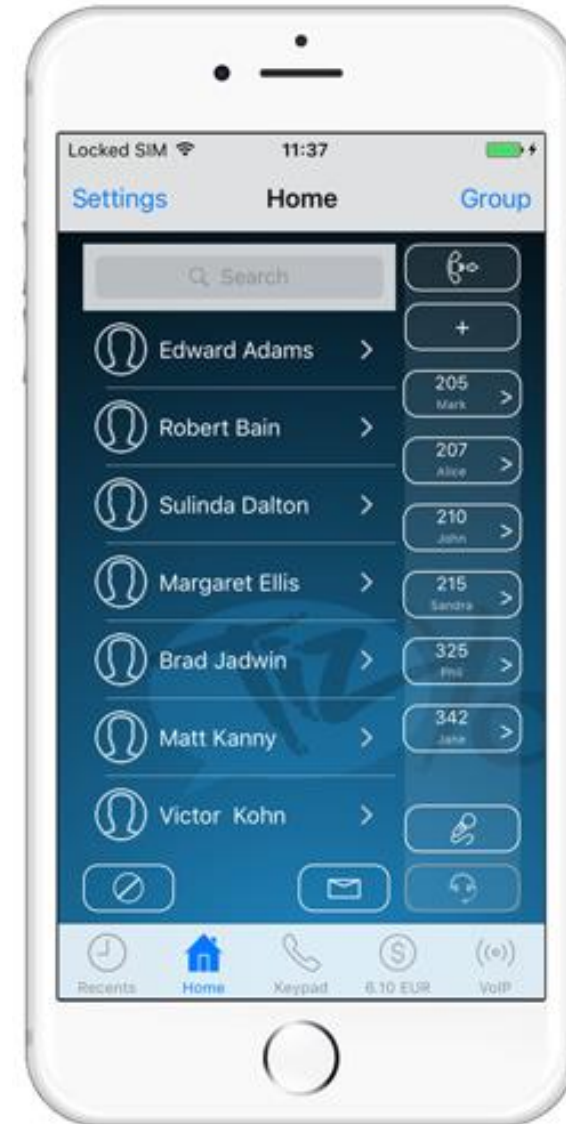 Locked SIM 11:37
Settings Home Group
Search
+
Edward Adams >
205 >
Mark
Robert Bain >
207 >
Alice
Sulinda Dalton >
210 >
John
Margaret Ellis >
215 >
Sandra
Brad Jadwin >
325 >
Phil
Matt Kanny >
342 >
Jane
Victor Kohn >
Tiz
Recents Home Keypad 6.10 EUR VoIP